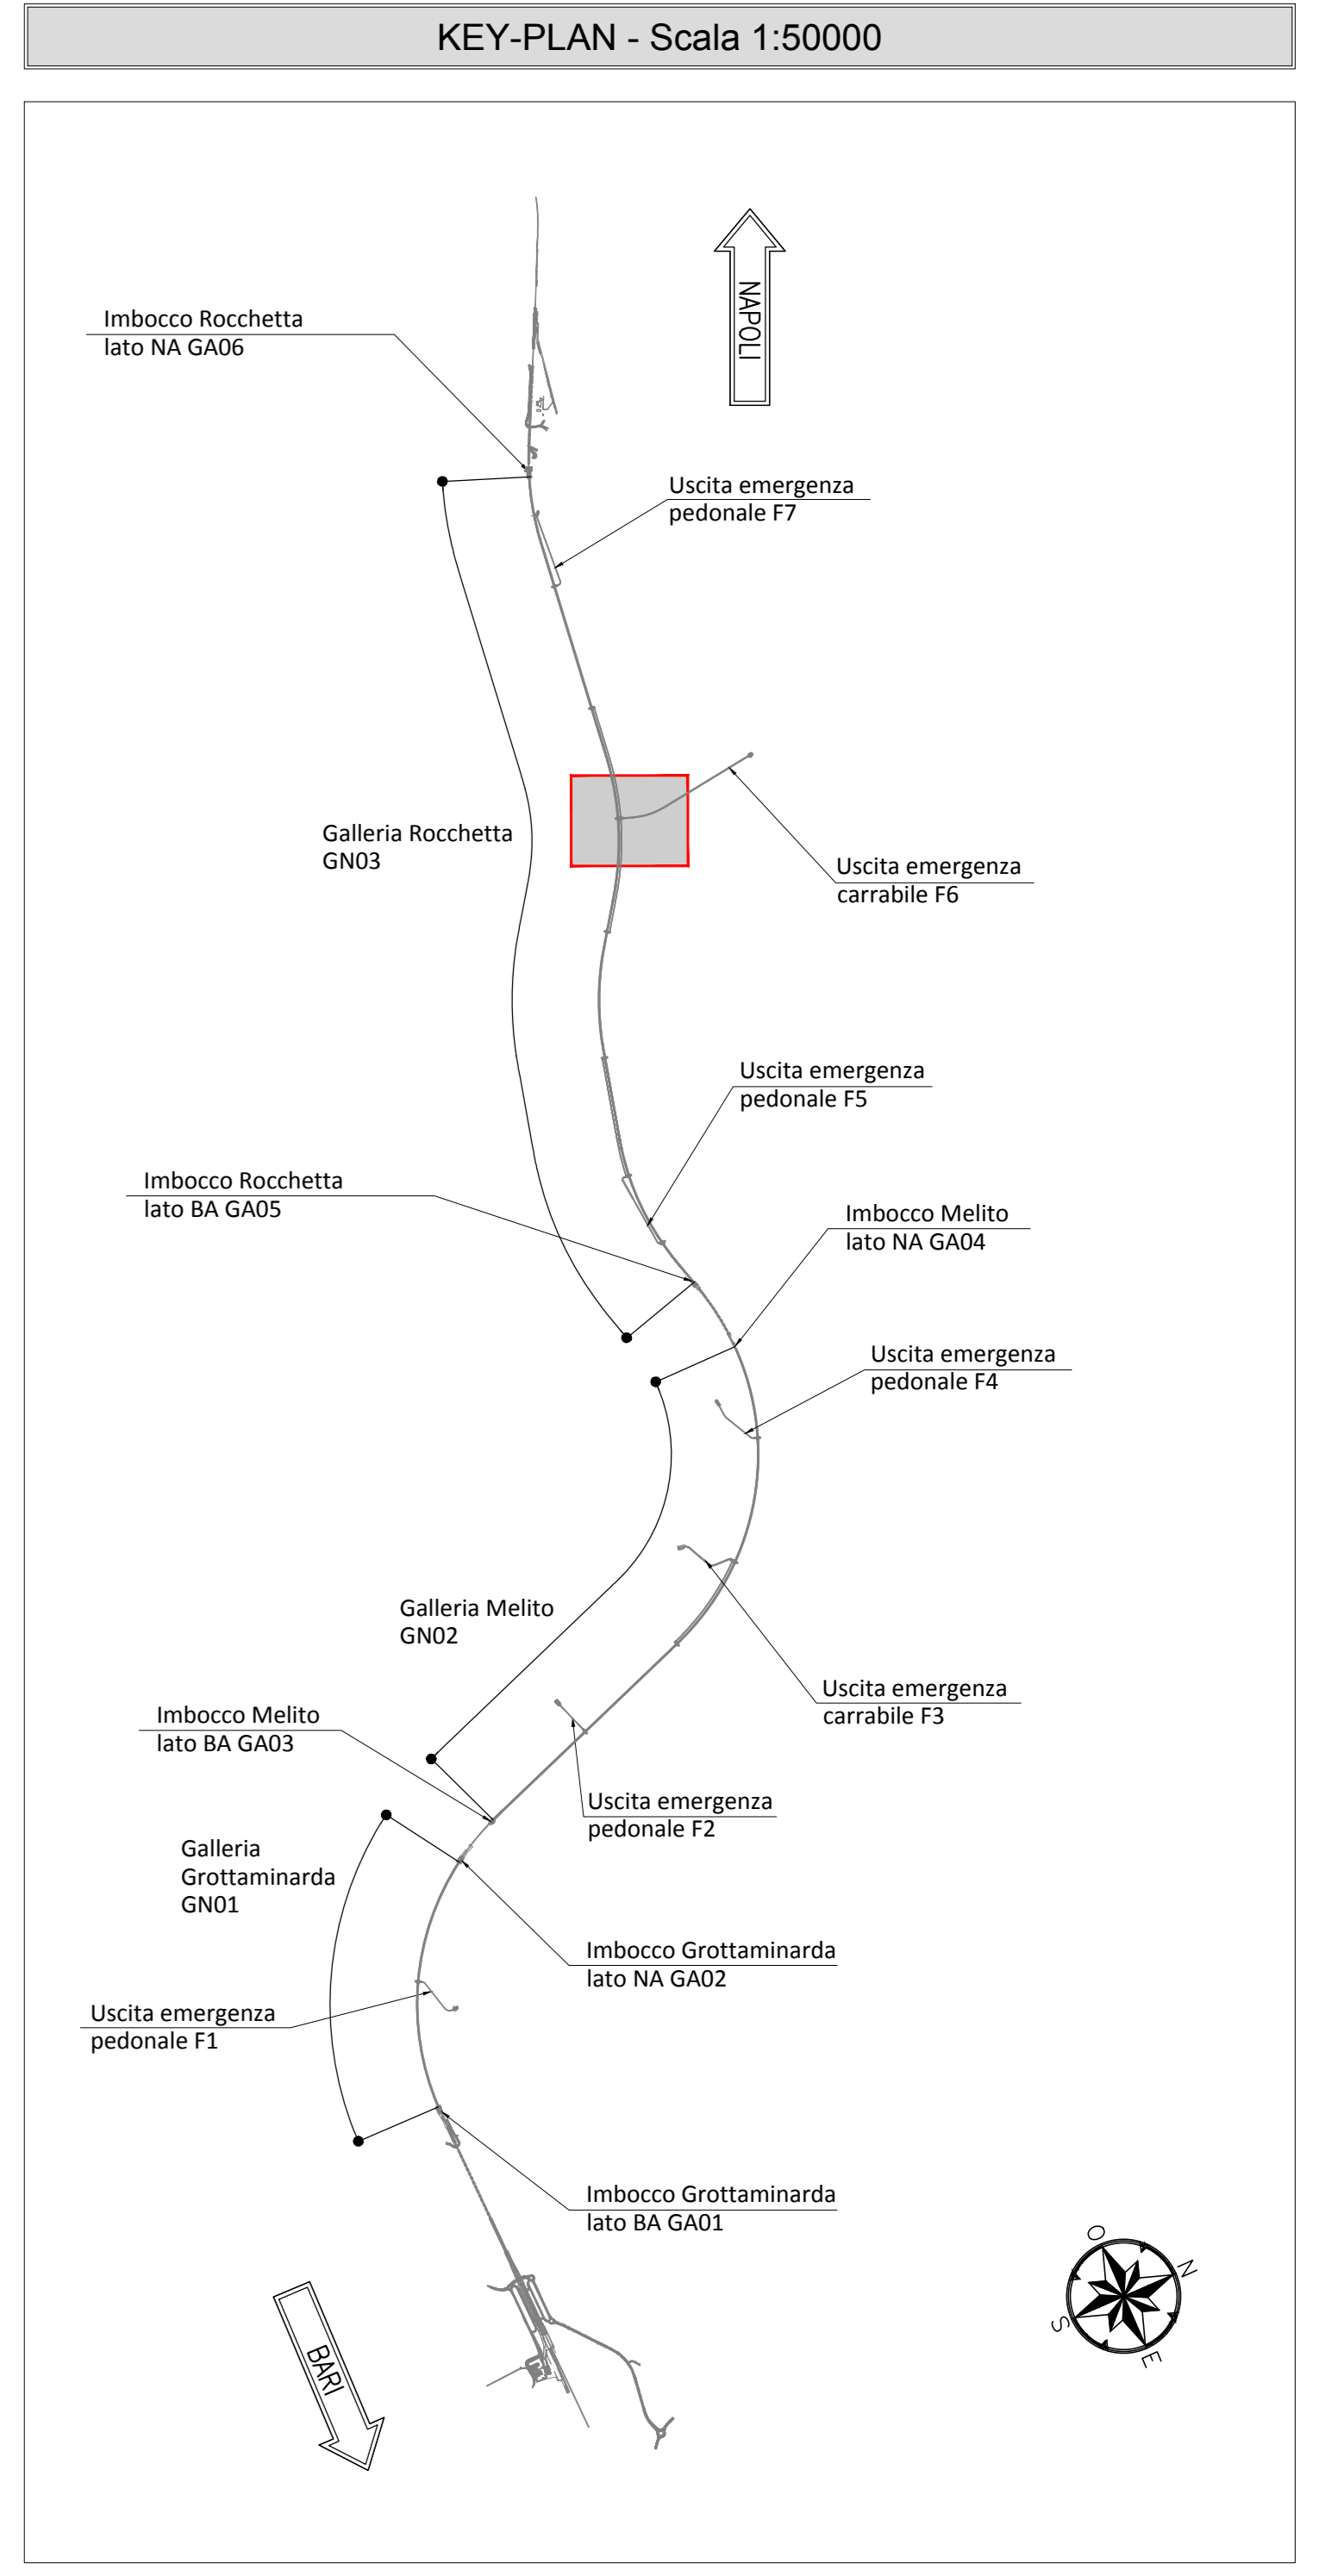 KEY-PLAN - Scala 1:50000
NAPOLI
Imbocco Rocchetta
lato NA GA06
Uscita emergenza
pedonale F7
Galleria Rocchetta
GN03
Uscita emergenza
carrabile F6
Uscita emergenza
pedonale F5
Imbocco Rocchetta
lato BA GA05
Imbocco Melito
lato NA GA04
Uscita emergenza
pedonale F4
Galleria Melito
GN02
Uscita emergenza
carrabile F3
Imbocco Melito
lato BA GA03
Uscita emergenza
pedonale F2
Galleria
Grottaminarda
GN01
Imbocco Grottaminarda
lato NA GA02
Uscita emergenza
pedonale F1
Imbocco Grottaminarda
lato BA GA01
O
N
S
E
BARI